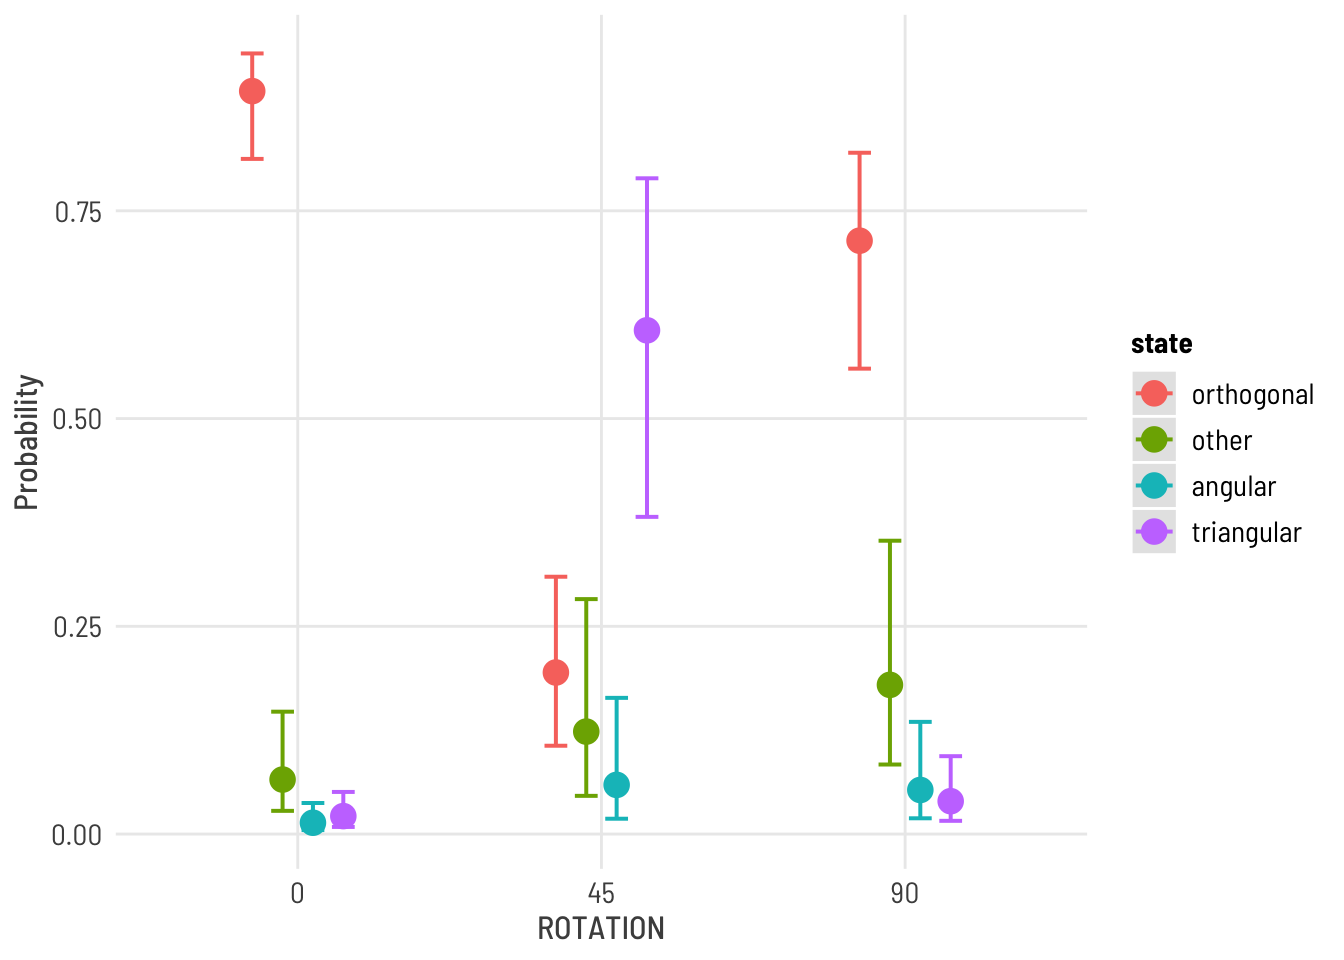 0.75
0.50
0.25
0.00
Probability
0
45
90
ROTATION
state
orthogonal
other
angular
triangular